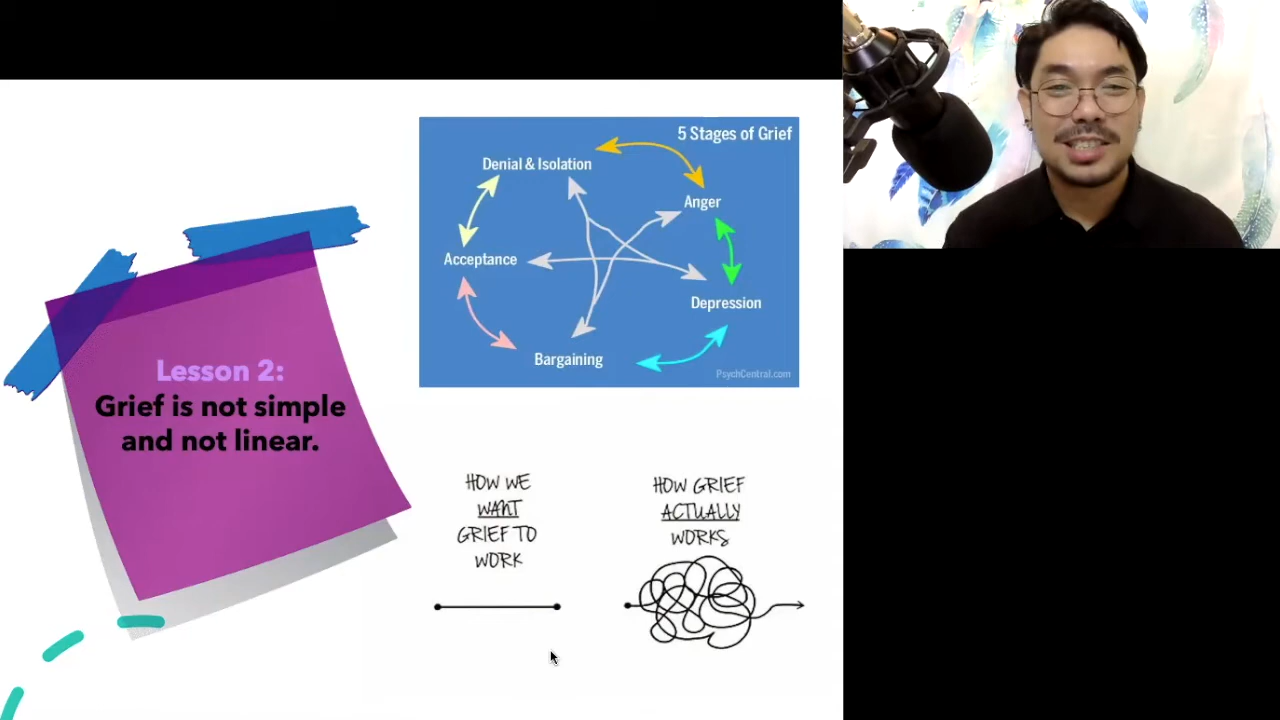 Lesson 2:
Grief is not simple
and not linear.
5 Stages of Grief
Denial & Isolation
Anger
Acceptance
Depression
Bargaining
PsychCentral.com
HOW WE
WANT
GRIEF TO
WORK
HOW GRIEF
ACTUALLY
WORKS